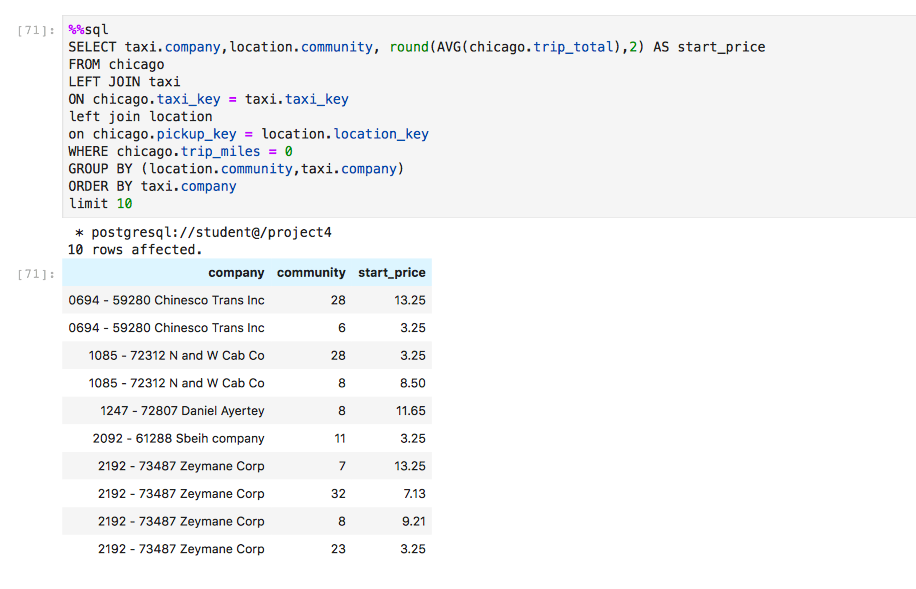 [71]: %%sql
SELECT taxi.company,location.community, round(AVG(chicago.trip_total),2) AS start_price
FROM chicago
LEFT JOIN taxi
ON chicago.taxi_key = taxi.taxi_key
left join location
on chicago.pickup_key = location.location_key
WHERE chicago.trip_miles = 0
GROUP BY (location.community,taxi.company)
ORDER BY taxi.company
limit 10
* postgresql://student@/project4
10 rows affected.
[71]: company community start_price
0694 - 59280 Chinesco Trans Inc 28 13.25
0694 - 59280 Chinesco Trans Inc 6 3.25
1085 - 72312 N and W Cab Co 28 3.25
1085 - 72312 N and W Cab Co 8 8.50
1247 - 72807 Daniel Ayertey 8 11.65
2092 - 61288 Sbeih company 11 3.25
2192 - 73487 Zeymane Corp 7 13.25
2192 - 73487 Zeymane Corp 32 7.13
2192 - 73487 Zeymane Corp 8 9.21
2192 - 73487 Zeymane Corp 23 3.25